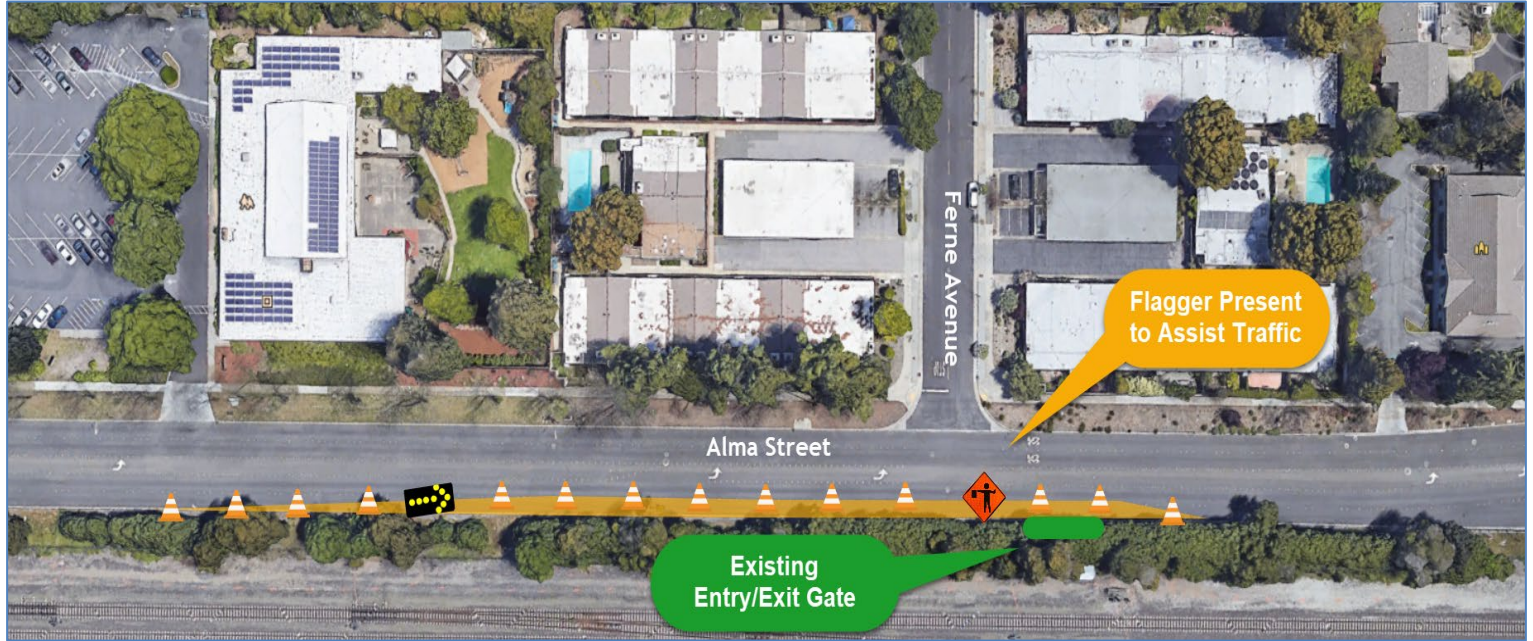 Ferne Avenue
Flagger Present
to Assist Traffic
Alma Street
Existing
Entry/Exit Gate